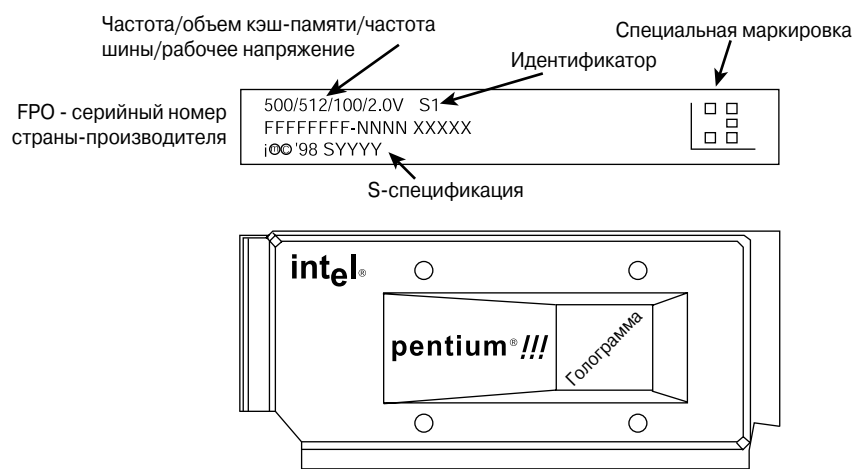 Частота/объем кэш-памяти/частота
шины/рабочее напряжение
Специальная маркировка
Идентификатор
FPO - серийный номер
страны-производителя
500/512/100/2.0V S1
FFFFFFFF-NNNN XXXXX
i ⓜ © '98 SYYYY
S-спецификация
intel®
pentium® !!!
Голограмма